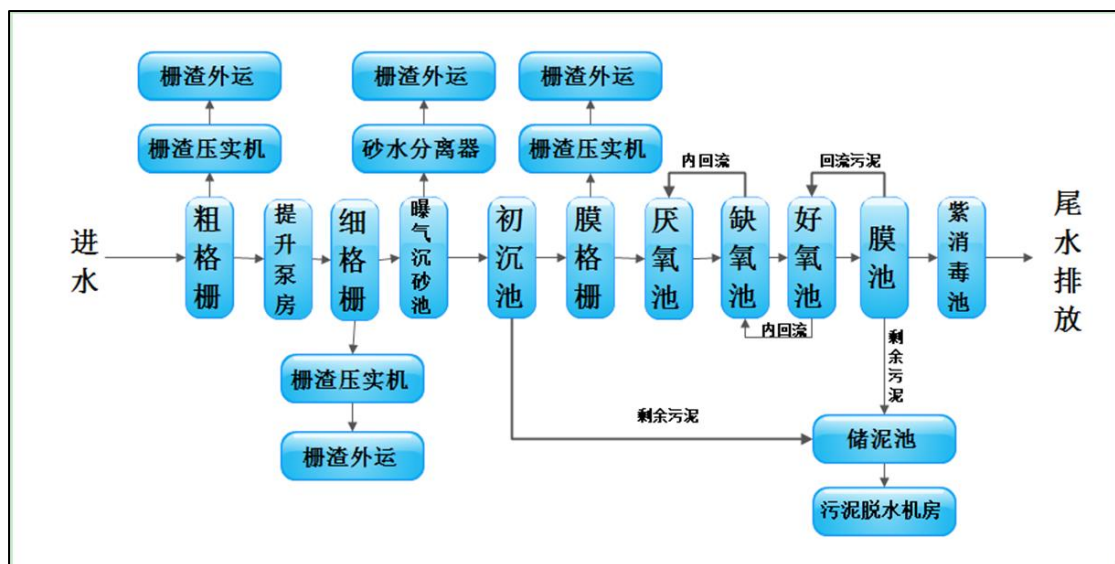 栅渣外运
栅渣外运
栅渣外运
栅渣压实机
砂水分离器
栅渣压实机
内回流
回流污泥
进水
粗格栅
提升泵房
细格栅
曝气沉砂池
初沉池
膜格栅
厌氧池
缺氧池
好氧池
膜池
紫消毒池
尾水排放
内回流
剩余污泥
栅渣压实机
剩余污泥
储泥池
栅渣外运
污泥脱水机房